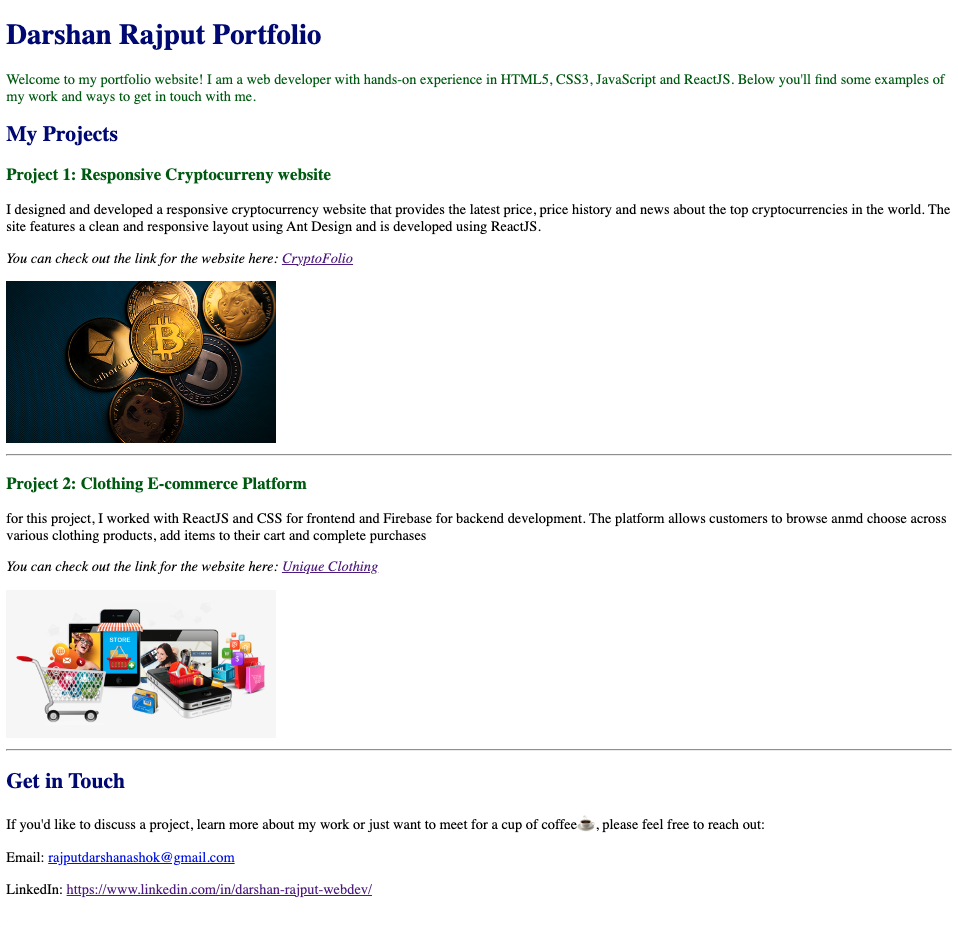 Darshan Rajput Portfolio
Welcome to my portfolio website! I am a web developer with hands-on experience in HTML5, CSS3, JavaScript and ReactJS. Below you'll find some examples of
my work and ways to get in touch with me.
My Projects
Project 1: Responsive Cryptocurreny website
I designed and developed a responsive cryptocurrency website that provides the latest price, price history and news about the top cryptocurrencies in the world. The
site features a clean and responsive layout using Ant Design and is developed using ReactJS.
You can check out the link for the website here: CryptoFolio
ethereum
Project 2: Clothing E-commerce Platform
for this project, I worked with ReactJS and CSS for frontend and Firebase for backend development. The platform allows customers to browse anmd choose across
various clothing products, add items to their cart and complete purchases
You can check out the link for the website here: Unique Clothing
STORE
Get in Touch
If you'd like to discuss a project, learn more about my work or just want to meet for a cup of coffee☕, please feel free to reach out:
Email: rajputdarshanashok@gmail.com
LinkedIn: https://www.linkedin.com/in/darshan-rajput-webdev/